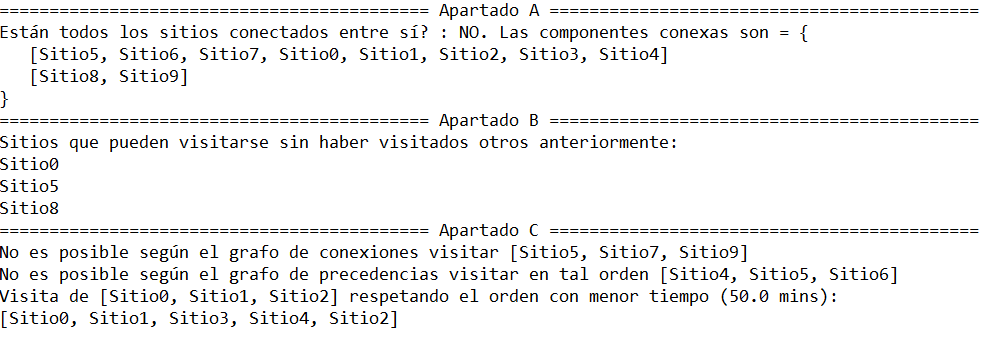 =========================================== Apartado A ===========================================
Están todos los sitios conectados entre sí? : NO. Las componentes conexas son = {
   [Sitio5, Sitio6, Sitio7, Sitio0, Sitio1, Sitio2, Sitio3, Sitio4]
   [Sitio8, Sitio9]
}
=========================================== Apartado B ===========================================
Sitios que pueden visitarse sin haber visitados otros anteriormente:
Sitio0
Sitio5
Sitio8
=========================================== Apartado C ===========================================
No es posible según el grafo de conexiones visitar [Sitio5, Sitio7, Sitio9]
No es posible según el grafo de precedencias visitar en tal orden [Sitio4, Sitio5, Sitio6]
Visita de [Sitio0, Sitio1, Sitio2] respetando el orden con menor tiempo (50.0 mins):
[Sitio0, Sitio1, Sitio3, Sitio4, Sitio2]